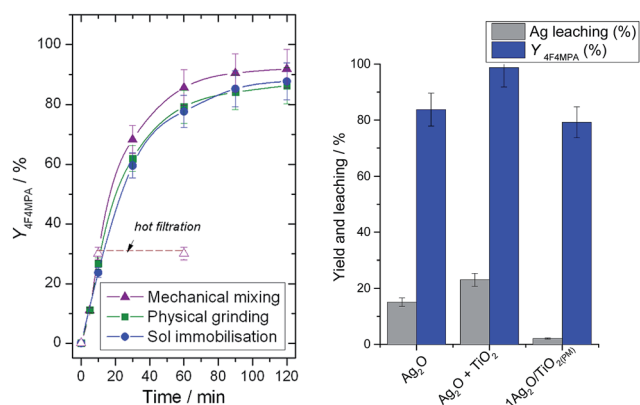 100
80
60
40
20
0
Y4F4MPA / %
hot filtration
Mechanical mixing
Physical grinding
Sol immobilisation
0 20 40 60 80 100 120
Time / min
Ag leaching (%)
Y 4F4MPA (%)
100
80
60
40
20
0
Yield and leaching / %
Ag2O
Ag2O + TiO2
1Ag2O/TiO2(PM)